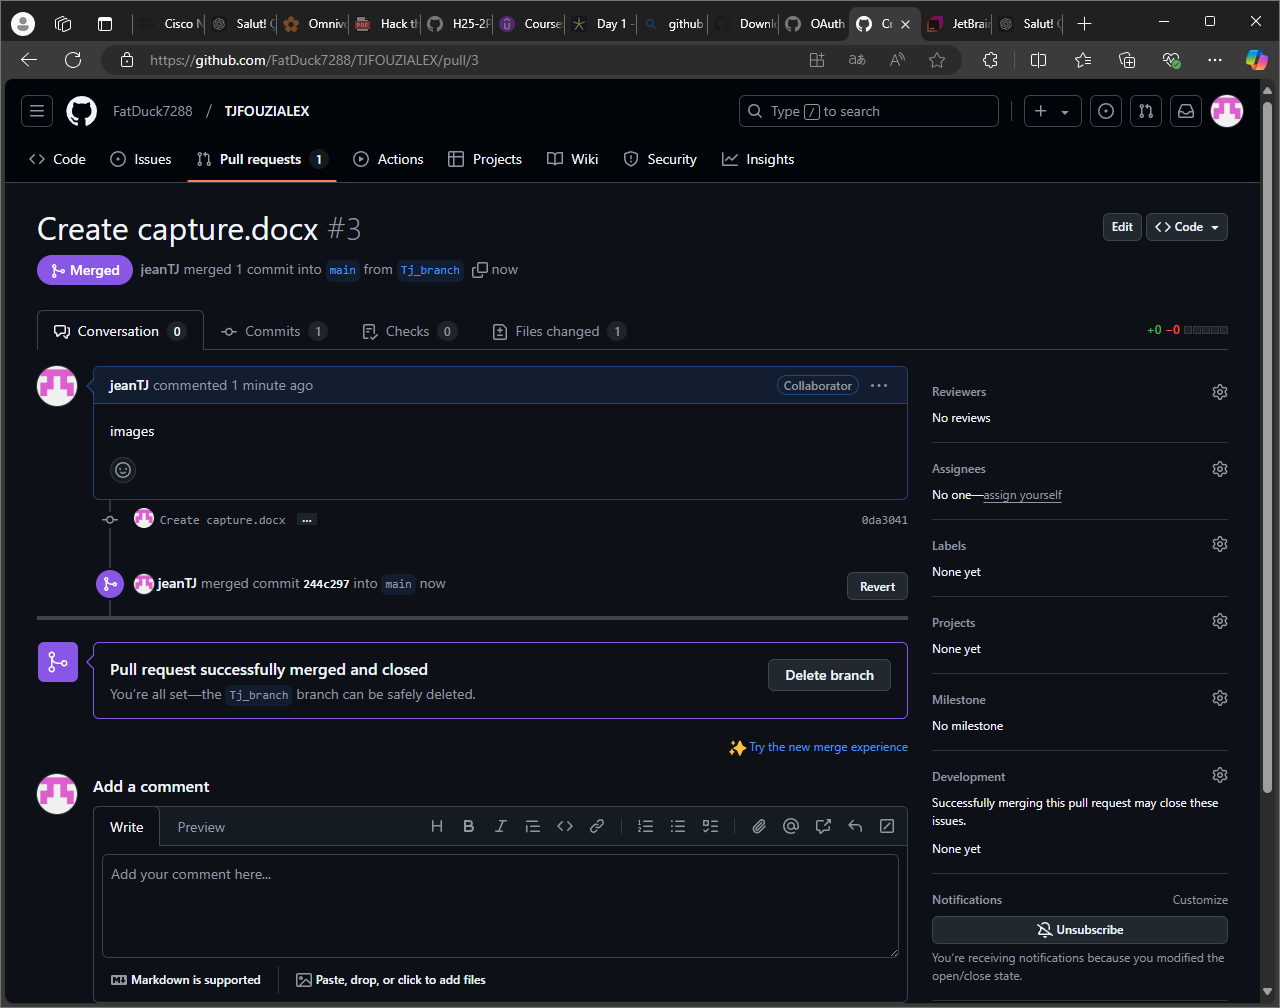 Cisco N
Salut! (
Omnivo
Hack th
H25-2P
Course
Day 1 -
github
Downl
OAuth
Cr
JetBrai
Salut! (
https://github.com/FatDuck7288/TJFOUZIALEX/pull/3
FatDuck7288 / TJFOUZIALEX
Type / to search
Code
Issues
Pull requests 1
Actions
Projects
Wiki
Security
Insights
Create capture.docx #3
Edit
Code
Merged
jeanTJ merged 1 commit into main from Tj_branch now
Conversation 0
Commits 1
Checks 0
Files changed 1
+0 −0
jeanTJ commented 1 minute ago
Collaborator
images
Create capture.docx ...
0da3041
jeanTJ merged commit 244c297 into main now
Revert
Pull request successfully merged and closed
You're all set—the Tj_branch branch can be safely deleted.
Delete branch
Try the new merge experience
Add a comment
Write
Preview
Add your comment here...
Markdown is supported
Paste, drop, or click to add files
Reviewers
No reviews
Assignees
No one—assign yourself
Labels
None yet
Projects
None yet
Milestone
No milestone
Development
Successfully merging this pull request may close these
issues.
None yet
Notifications
Customize
Unsubscribe
You're receiving notifications because you modified the
open/close state.